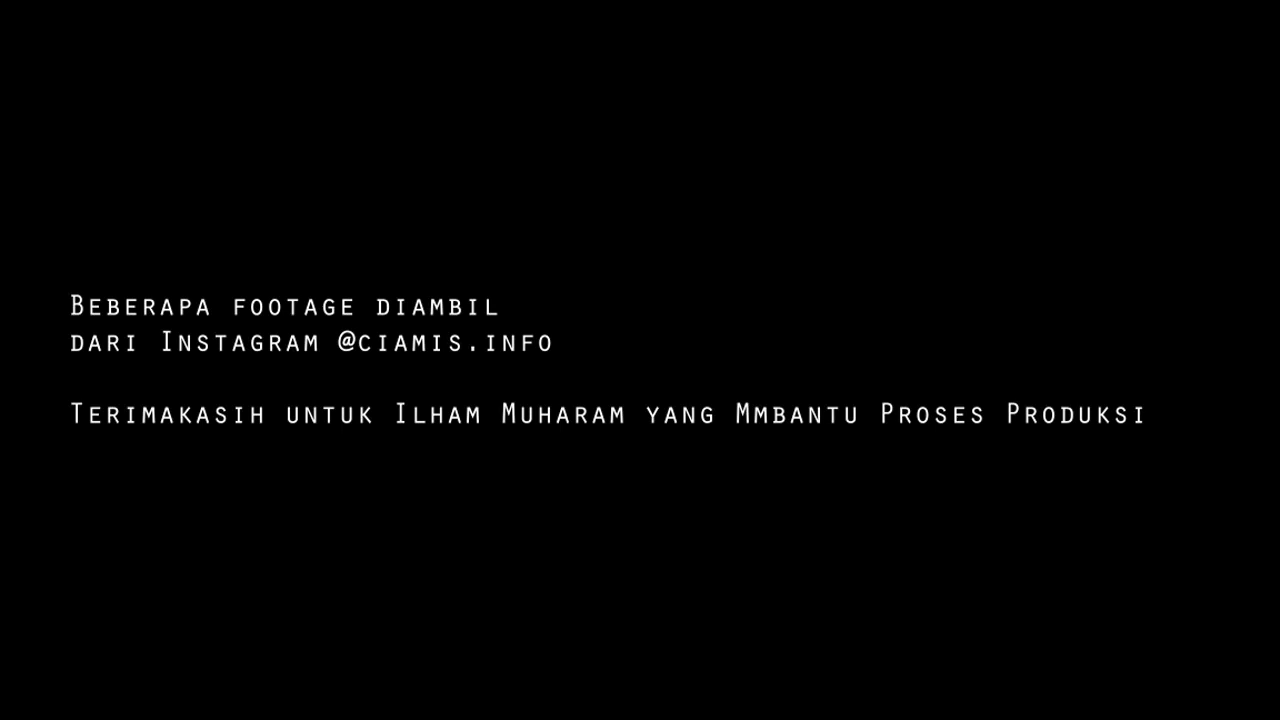 Beberapa footage diambil
dari Instagram @ciamis.info
Terimakasih untuk Ilham Muharam yang Mmbantu Proses Produksi